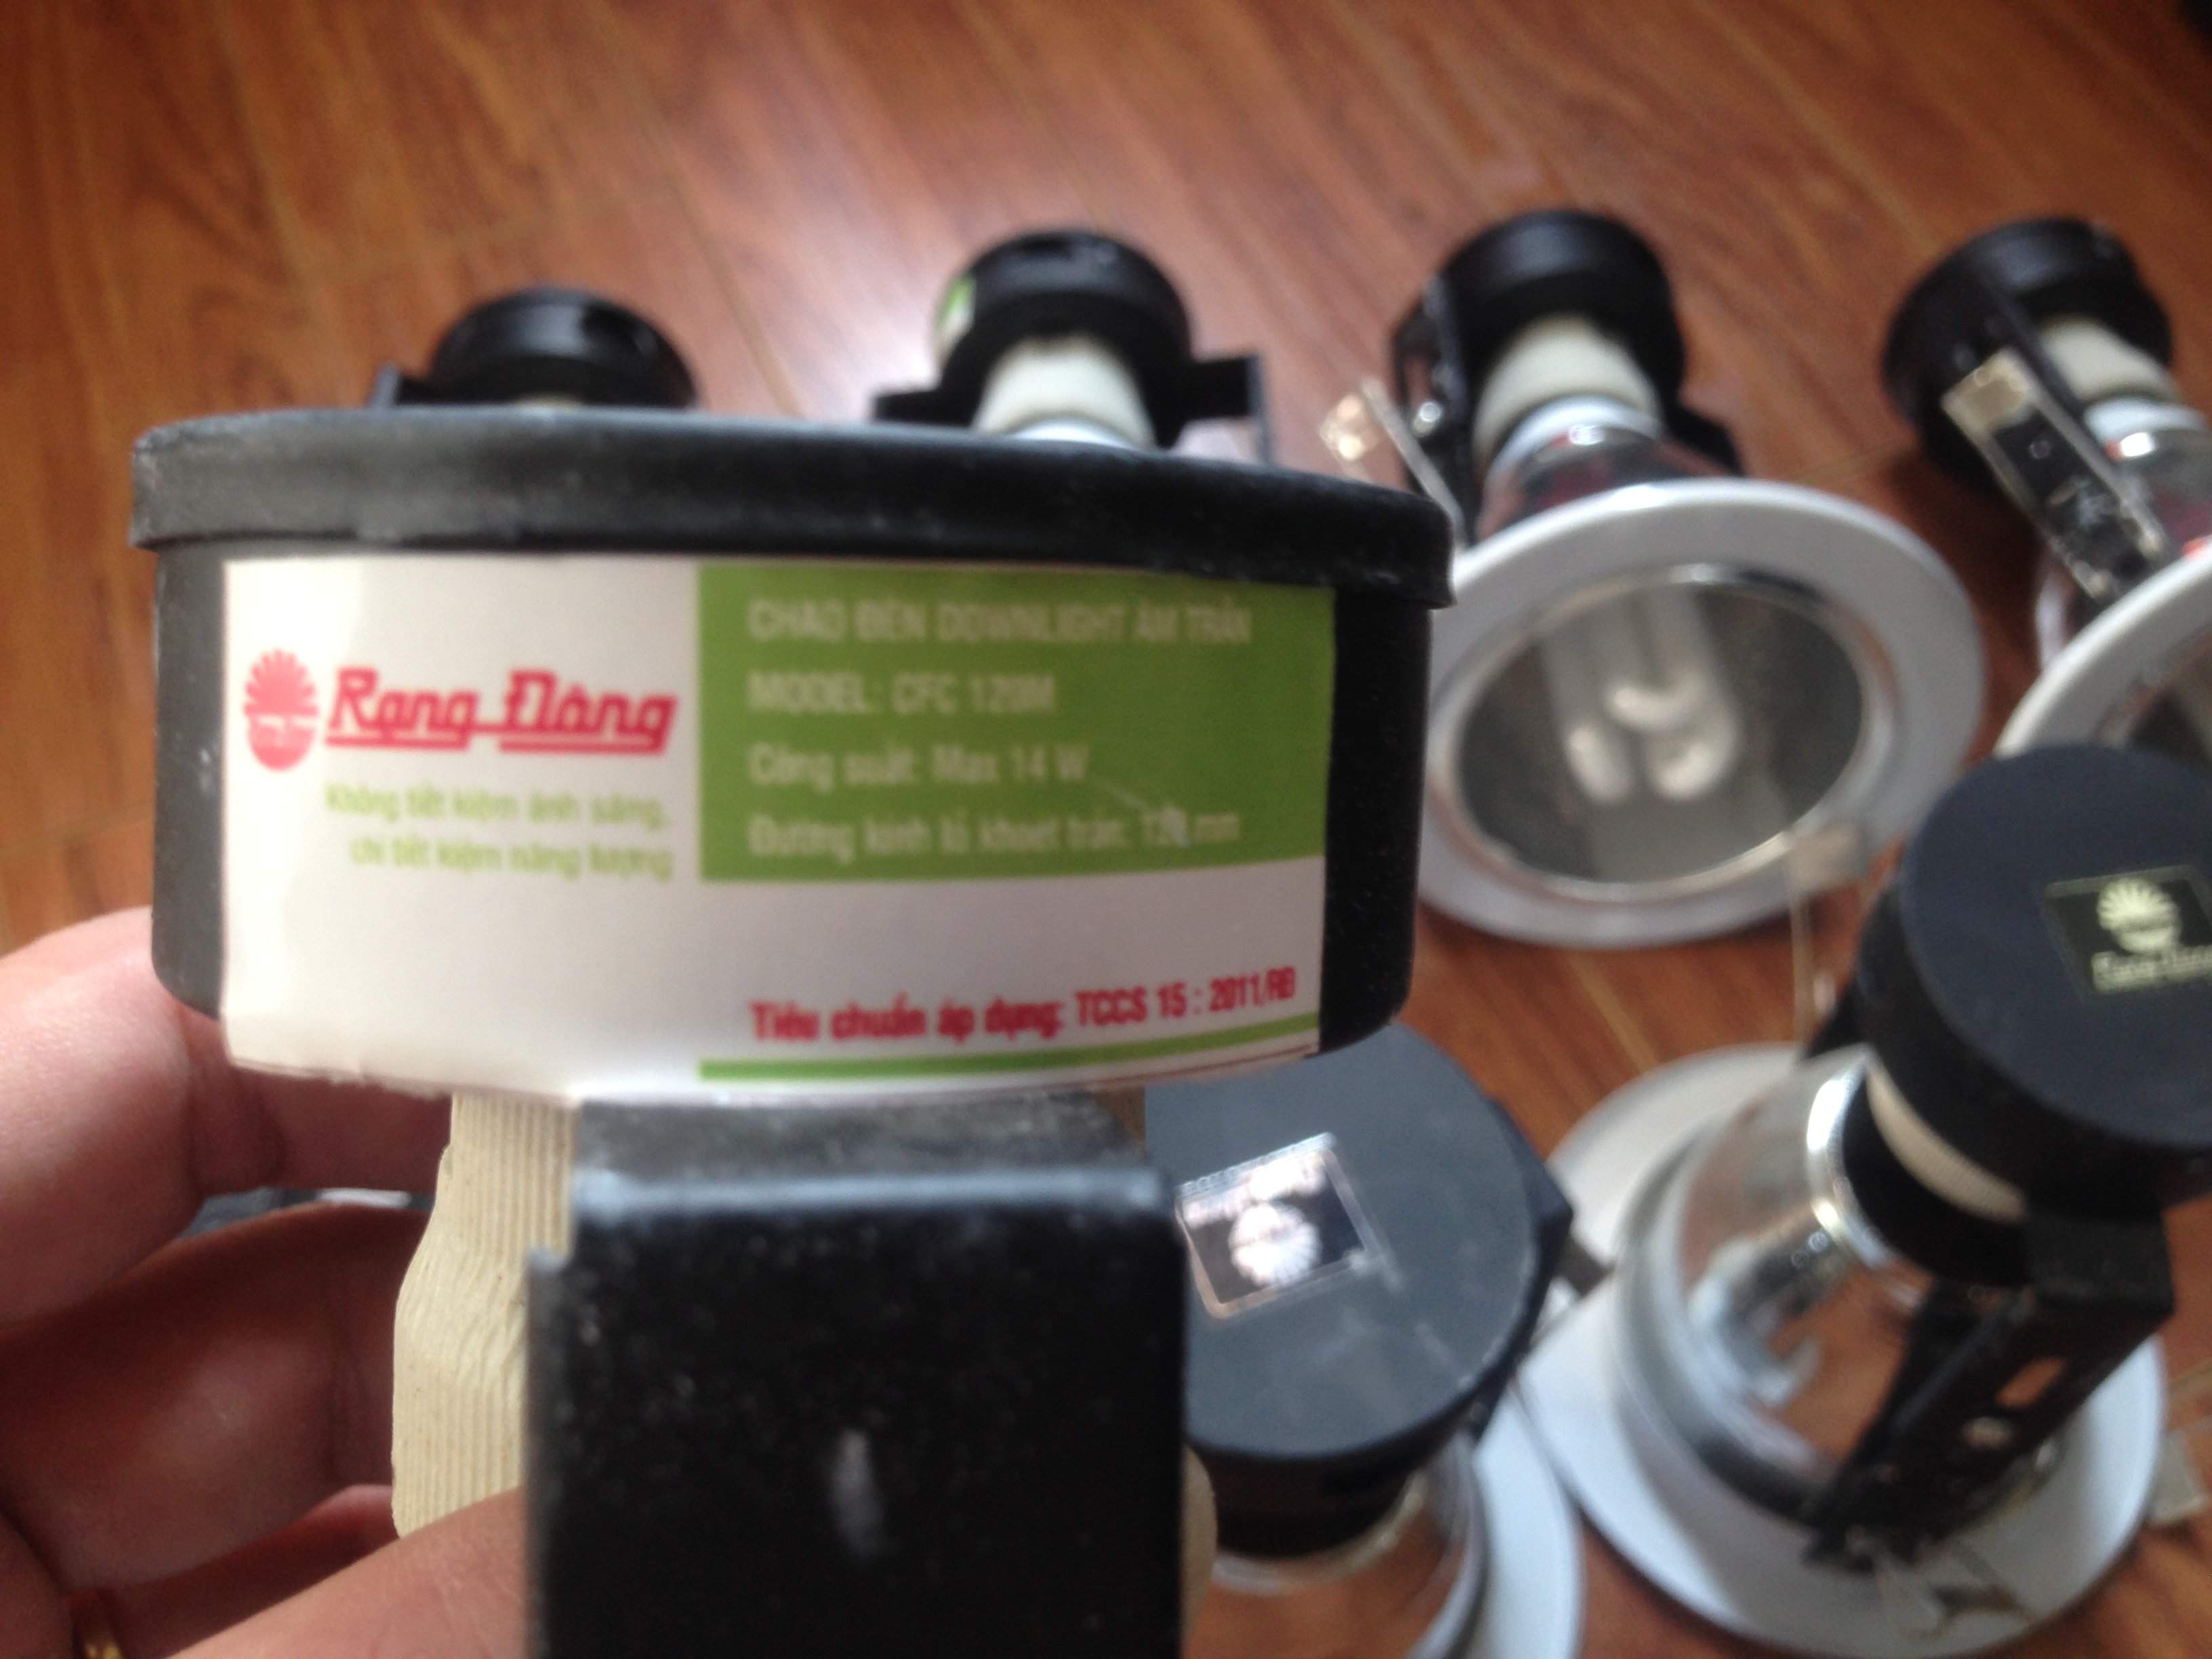 Rạng Đông
Không tiết kiệm ánh sáng,
chỉ tiết kiệm năng lượng
CHAO ĐÈN DOWNLIGHT ÂM TRẦN
MODEL: CFC 120M
Công suất: Max 14 W
Đường kính lỗ khoét trần: mm
Tiêu chuẩn áp dụng: TCCS 15 : 2011/RĐ
Rạng Đông